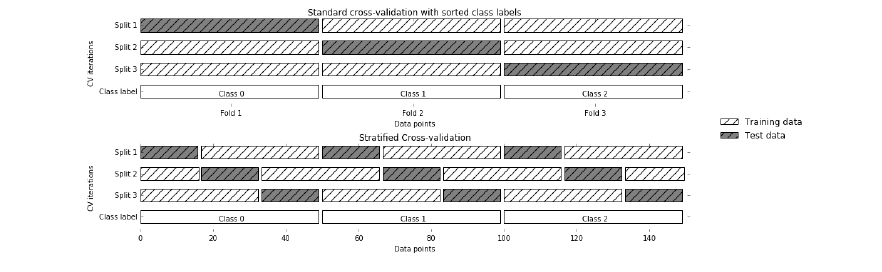 Standard cross-validation with sorted class labels
Split 1
Split 2
Split 3
Class label
Class 0 Class 1 Class 2
CV iterations
Fold 1 Fold 2 Fold 3
Data points
Training data
Test data
Stratified Cross-validation
Split 1
Split 2
Split 3
Class label
Class 0 Class 1 Class 2
CV iterations
0 20 40 60 80 100 120 140
Data points